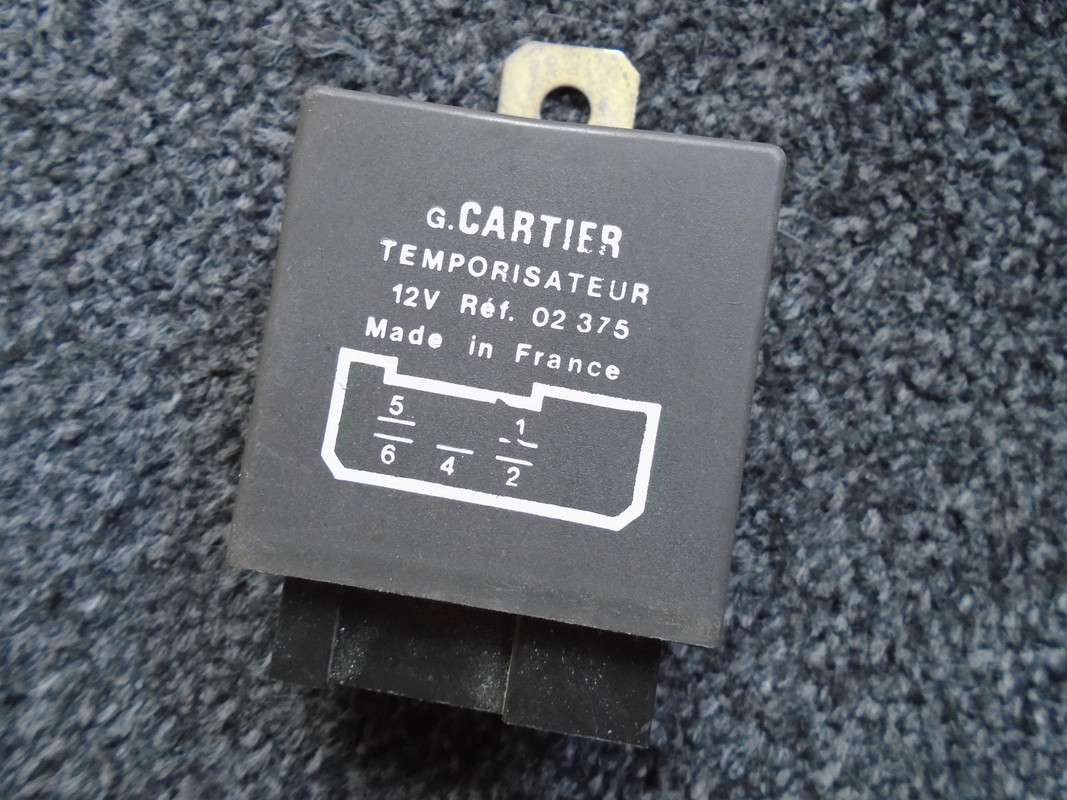 G. CARTIER
TEMPORISATEUR
12V Réf. 02 375
Made in France
5 1
6 4 2